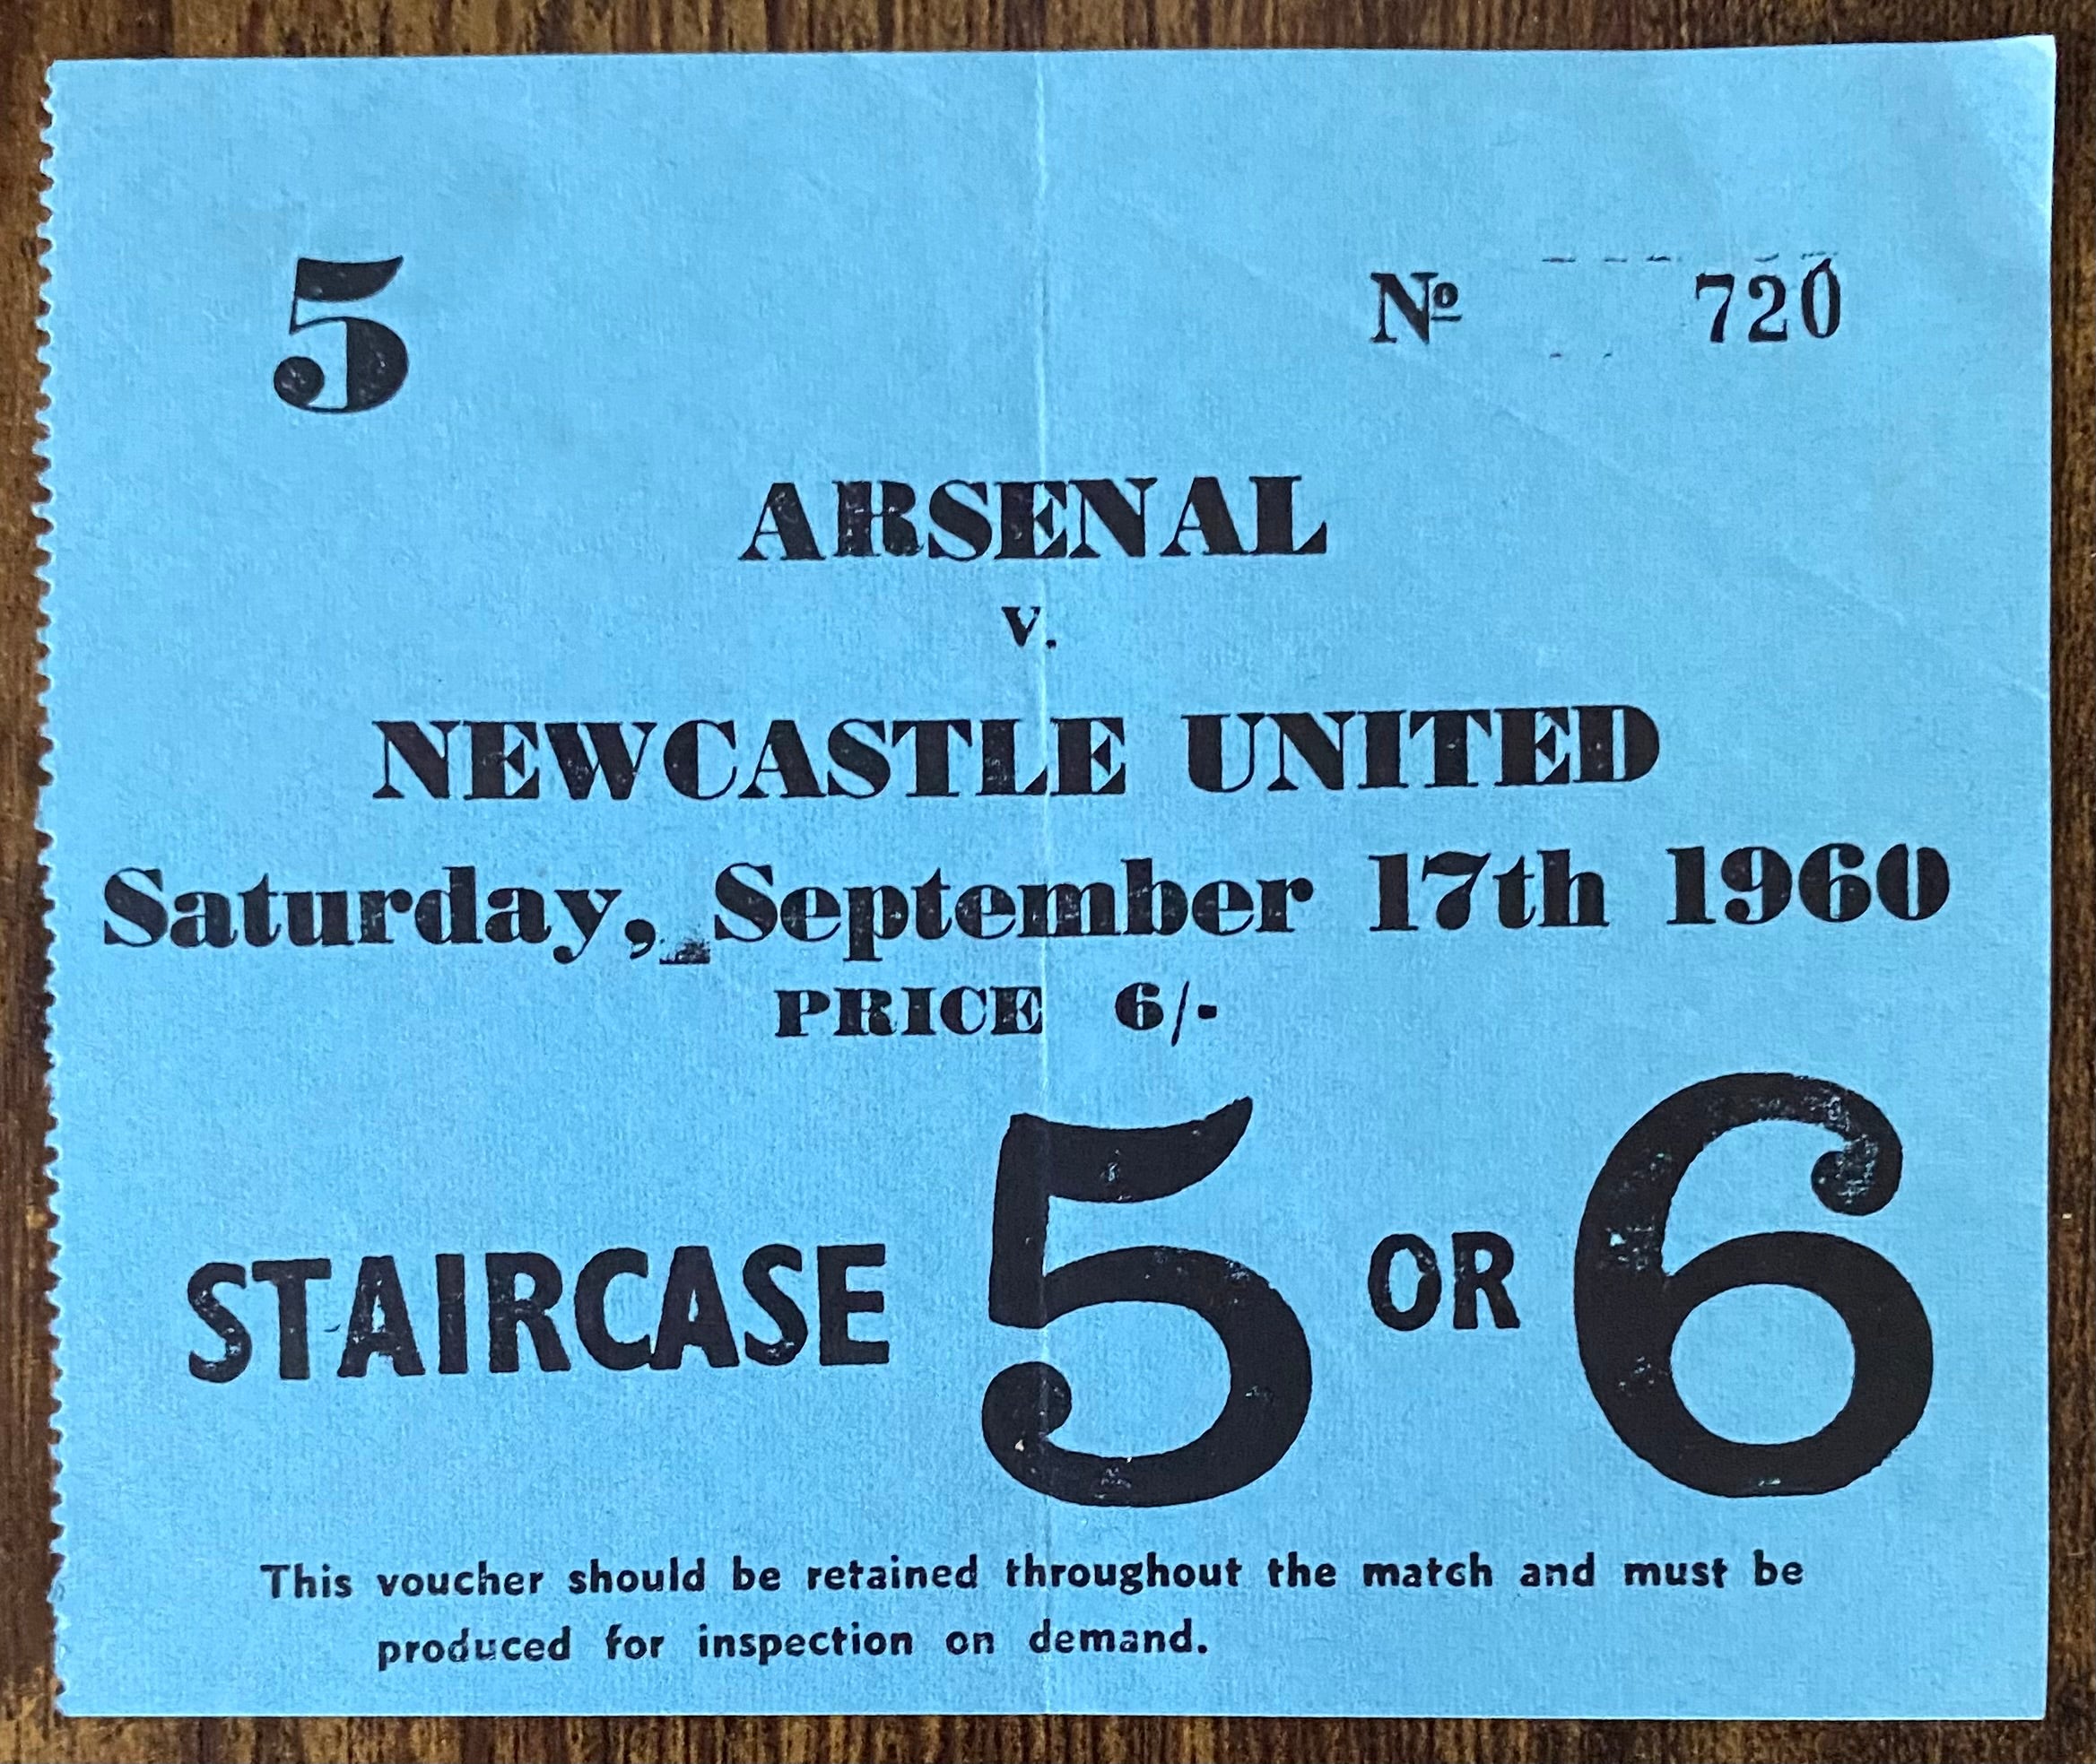 5
Nº 720
ARSENAL
v.
NEWCASTLE UNITED
Saturday, September 17th 1960
PRICE 6/-
STAIRCASE 5 OR 6
This voucher should be retained throughout the match and must be
produced for inspection on demand.